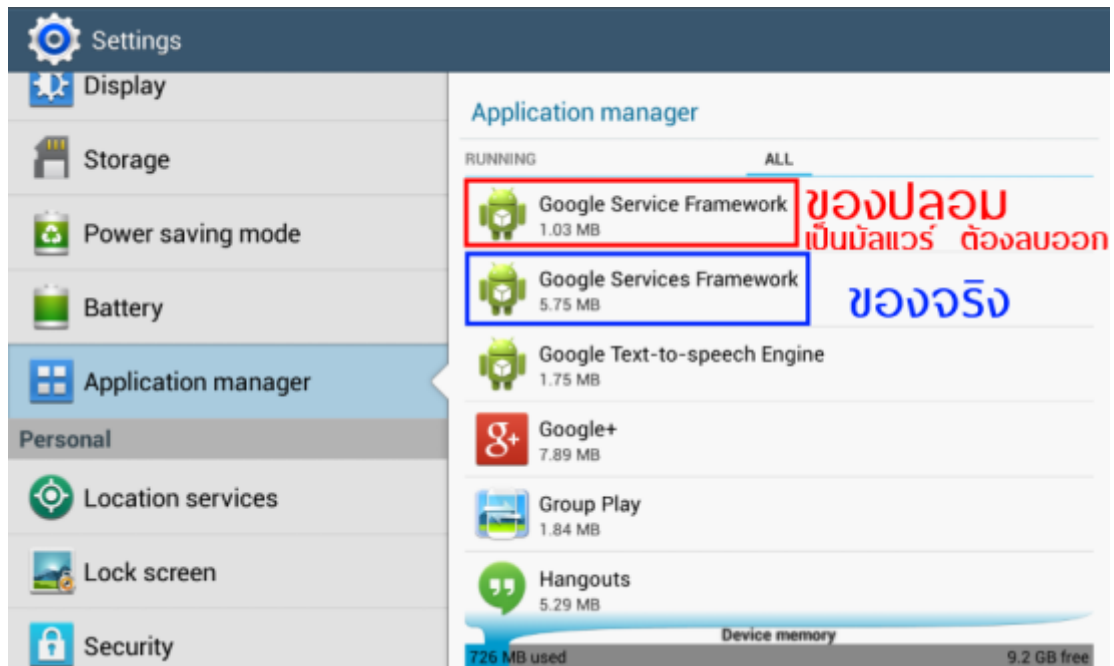 Settings
Display
Storage
Power saving mode
Battery
Application manager
Personal
Location services
Lock screen
Security
Application manager
RUNNING
ALL
Google Service Framework
1.03 MB
ของปลอม
เป็นมัลแวร์ ต้องลบออก
Google Services Framework
5.75 MB
ของจริง
Google Text-to-speech Engine
1.75 MB
Google+
7.89 MB
Group Play
1.84 MB
Hangouts
5.29 MB
Device memory
726 MB used
9.2 GB free